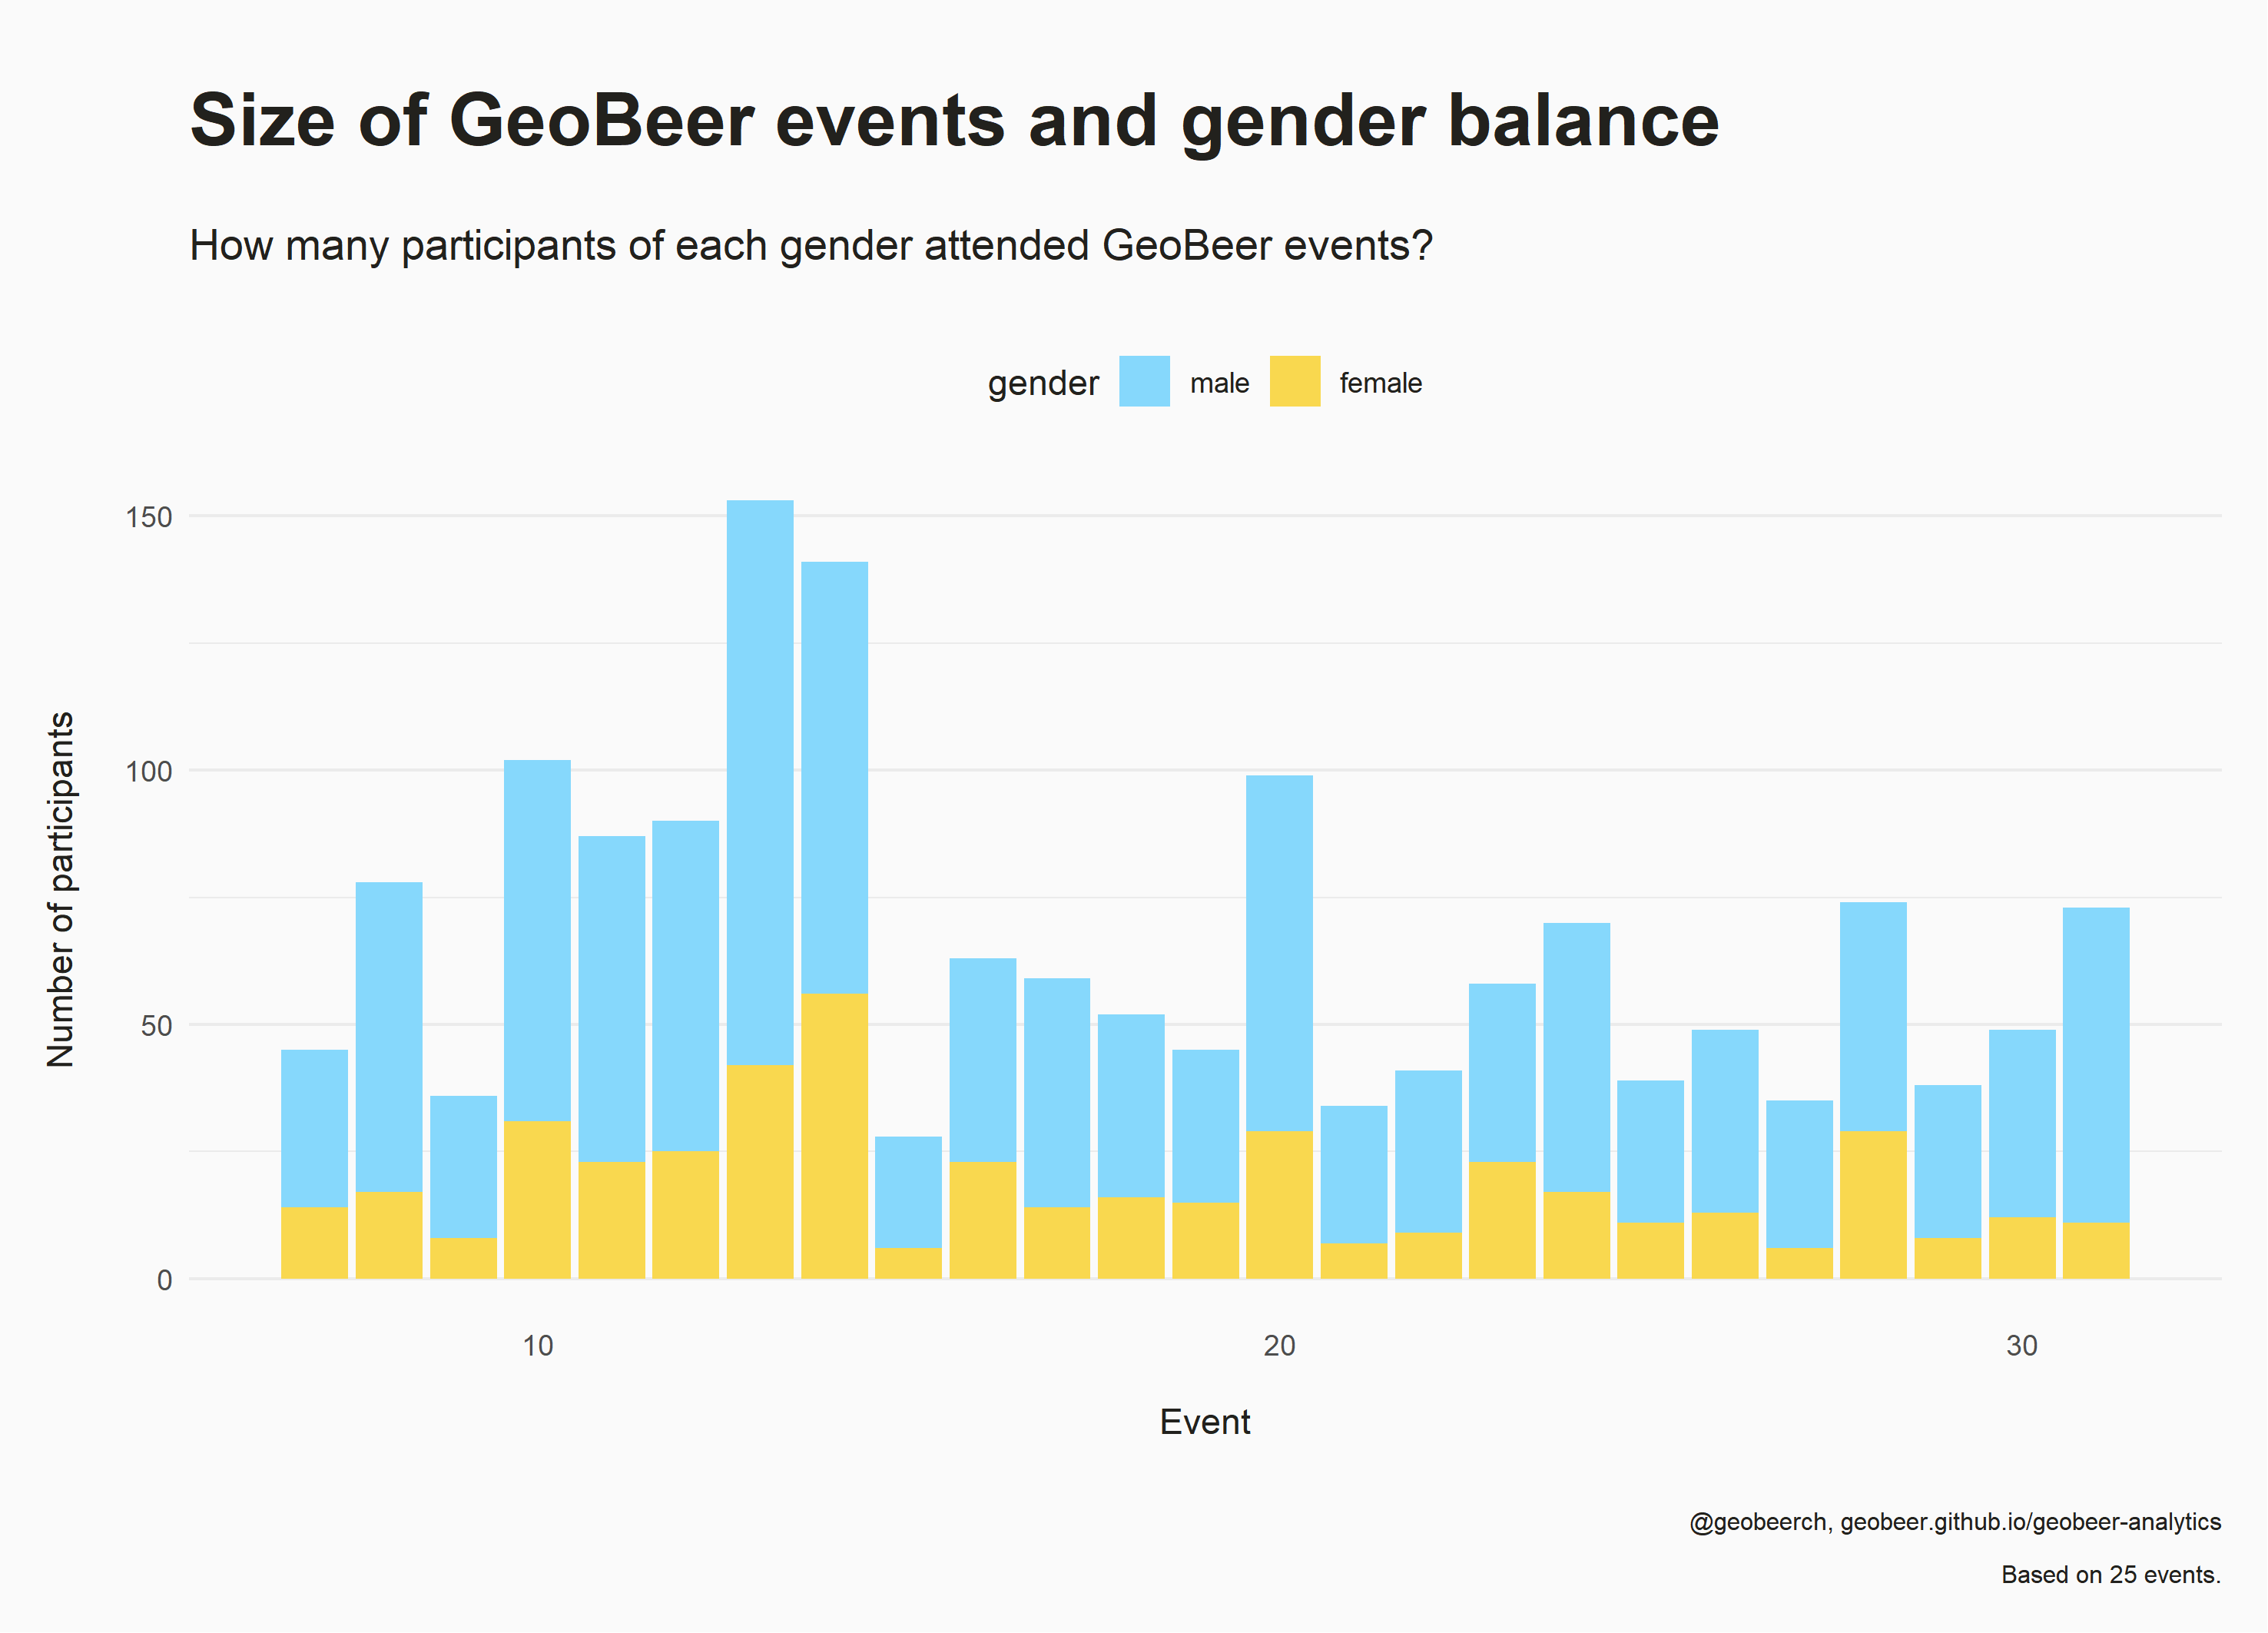 Size of GeoBeer events and gender balance
How many participants of each gender attended GeoBeer events?
gender male female
150
100
50
0
Number of participants
10 20 30
Event
@geobeerch, geobeer.github.io/geobeer-analytics
Based on 25 events.